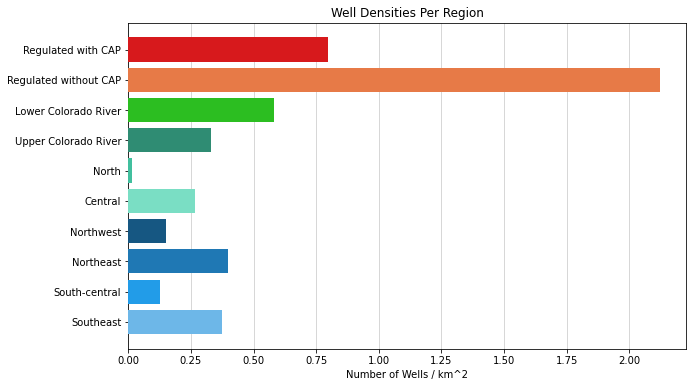 Well Densities Per Region
Regulated with CAP
Regulated without CAP
Lower Colorado River
Upper Colorado River
North
Central
Northwest
Northeast
South-central
Southeast
0.00 0.25 0.50 0.75 1.00 1.25 1.50 1.75 2.00
Number of Wells / km^2